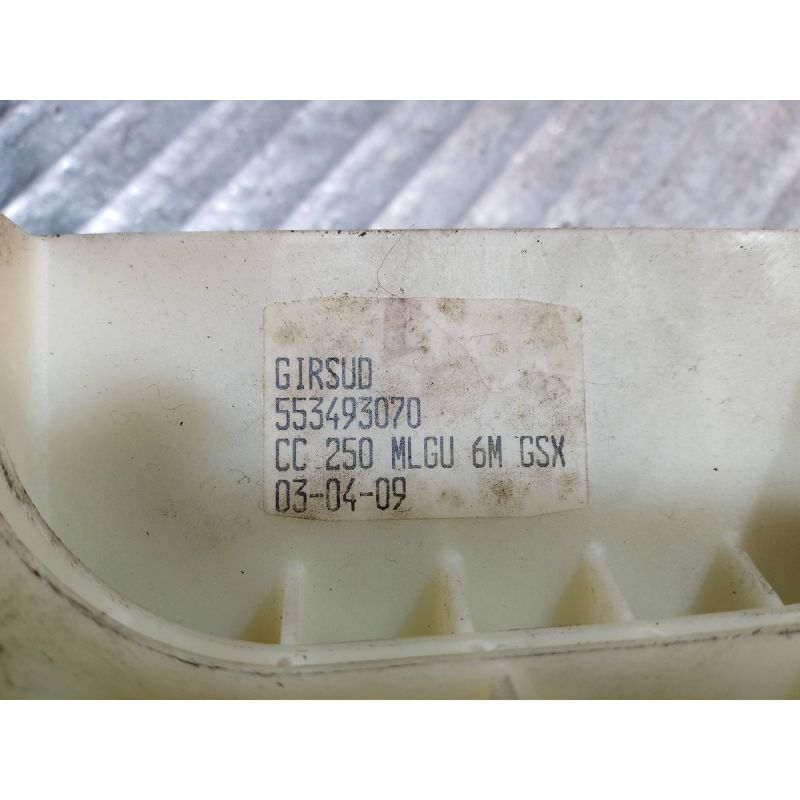 GIRSUD
553493070
CC 250 MLGU 6M GSX
03-04-09